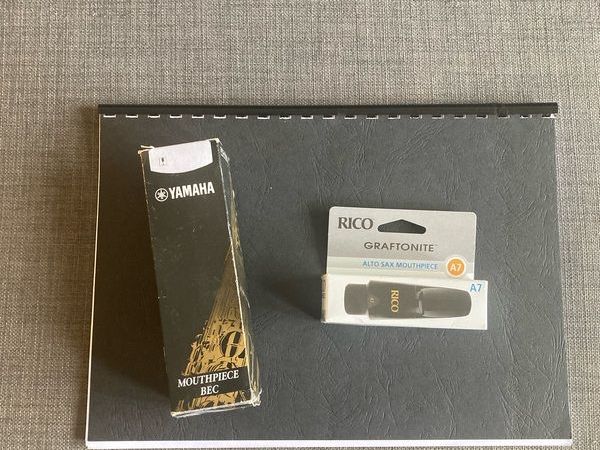 YAMAHA
MOUTHPIECE
BEC
RICO
GRAFTONITE
ALTO SAX MOUTHPIECE A7
A7
RICO